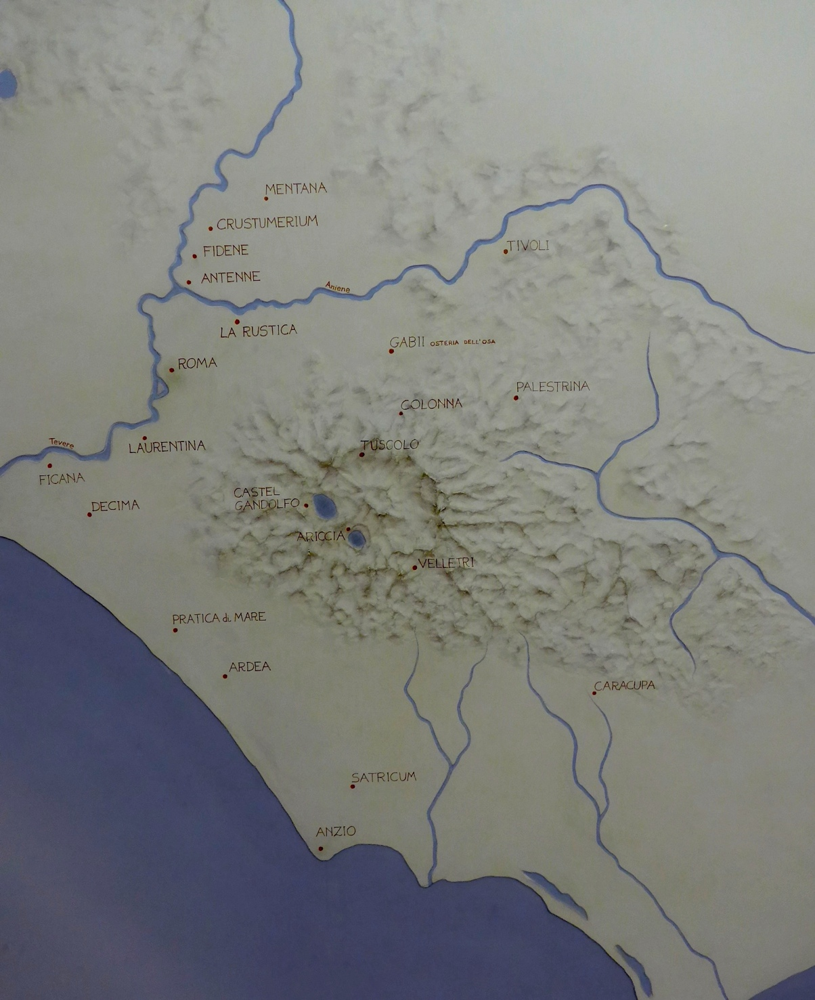 MENTANA
CRUSTUMERIUM
FIDENE
TIVOLI
ANTENNE
Aniene
LA RUSTICA
GABII OSTERIA DELL'OSA
ROMA
PALESTRINA
COLONNA
Tevere
LAURENTINA
TUSCOLO
FICANA
CASTEL
GANDOLFO
DECIMA
ARICCIA
VELLETRI
PRATICA di MARE
ARDEA
CARACUPA
SATRICUM
ANZIO